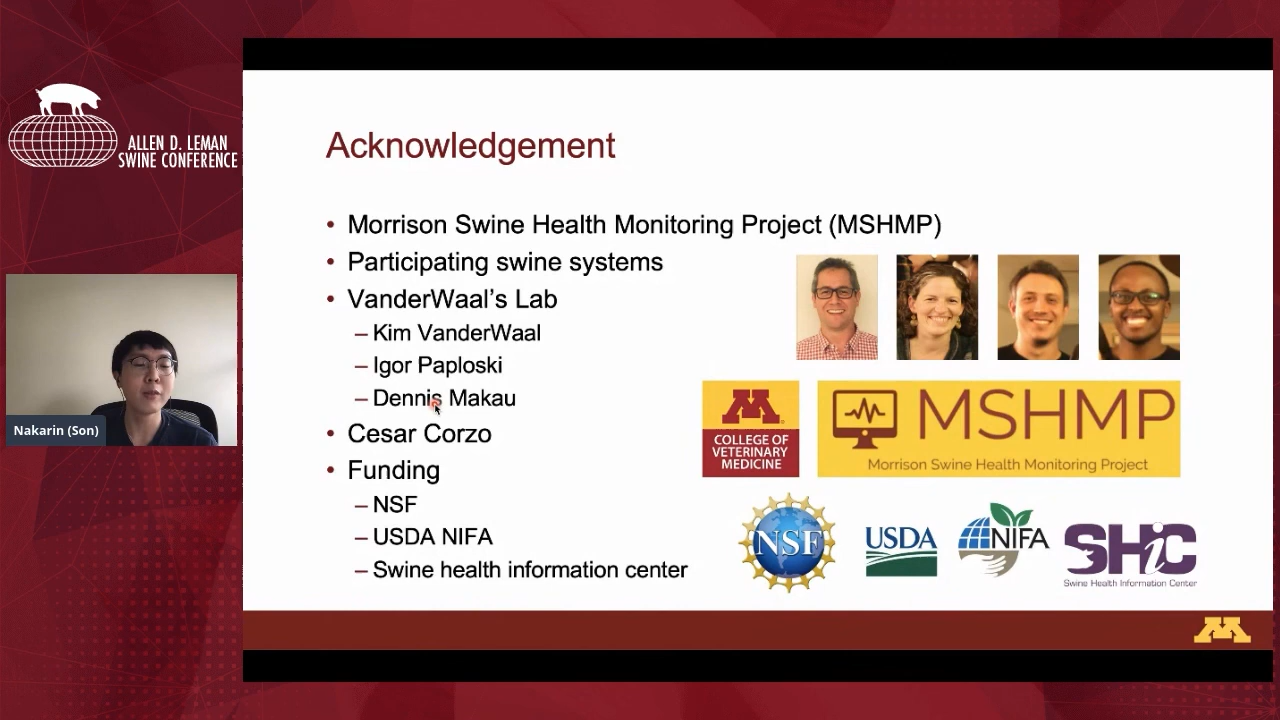 ALLEN D. LEMAN
SWINE CONFERENCE
Nakarin (Son)
Acknowledgement
• Morrison Swine Health Monitoring Project (MSHMP)
• Participating swine systems
• VanderWaal's Lab
– Kim VanderWaal
– Igor Paploski
– Dennis Makau
• Cesar Corzo
• Funding
– NSF
– USDA NIFA
– Swine health information center
M
COLLEGE OF
VETERINARY
MEDICINE
MSHMP
Morrison Swine Health Monitoring Project
NSF
USDA
NIFA
SHiC
Swine Health Information Center
M